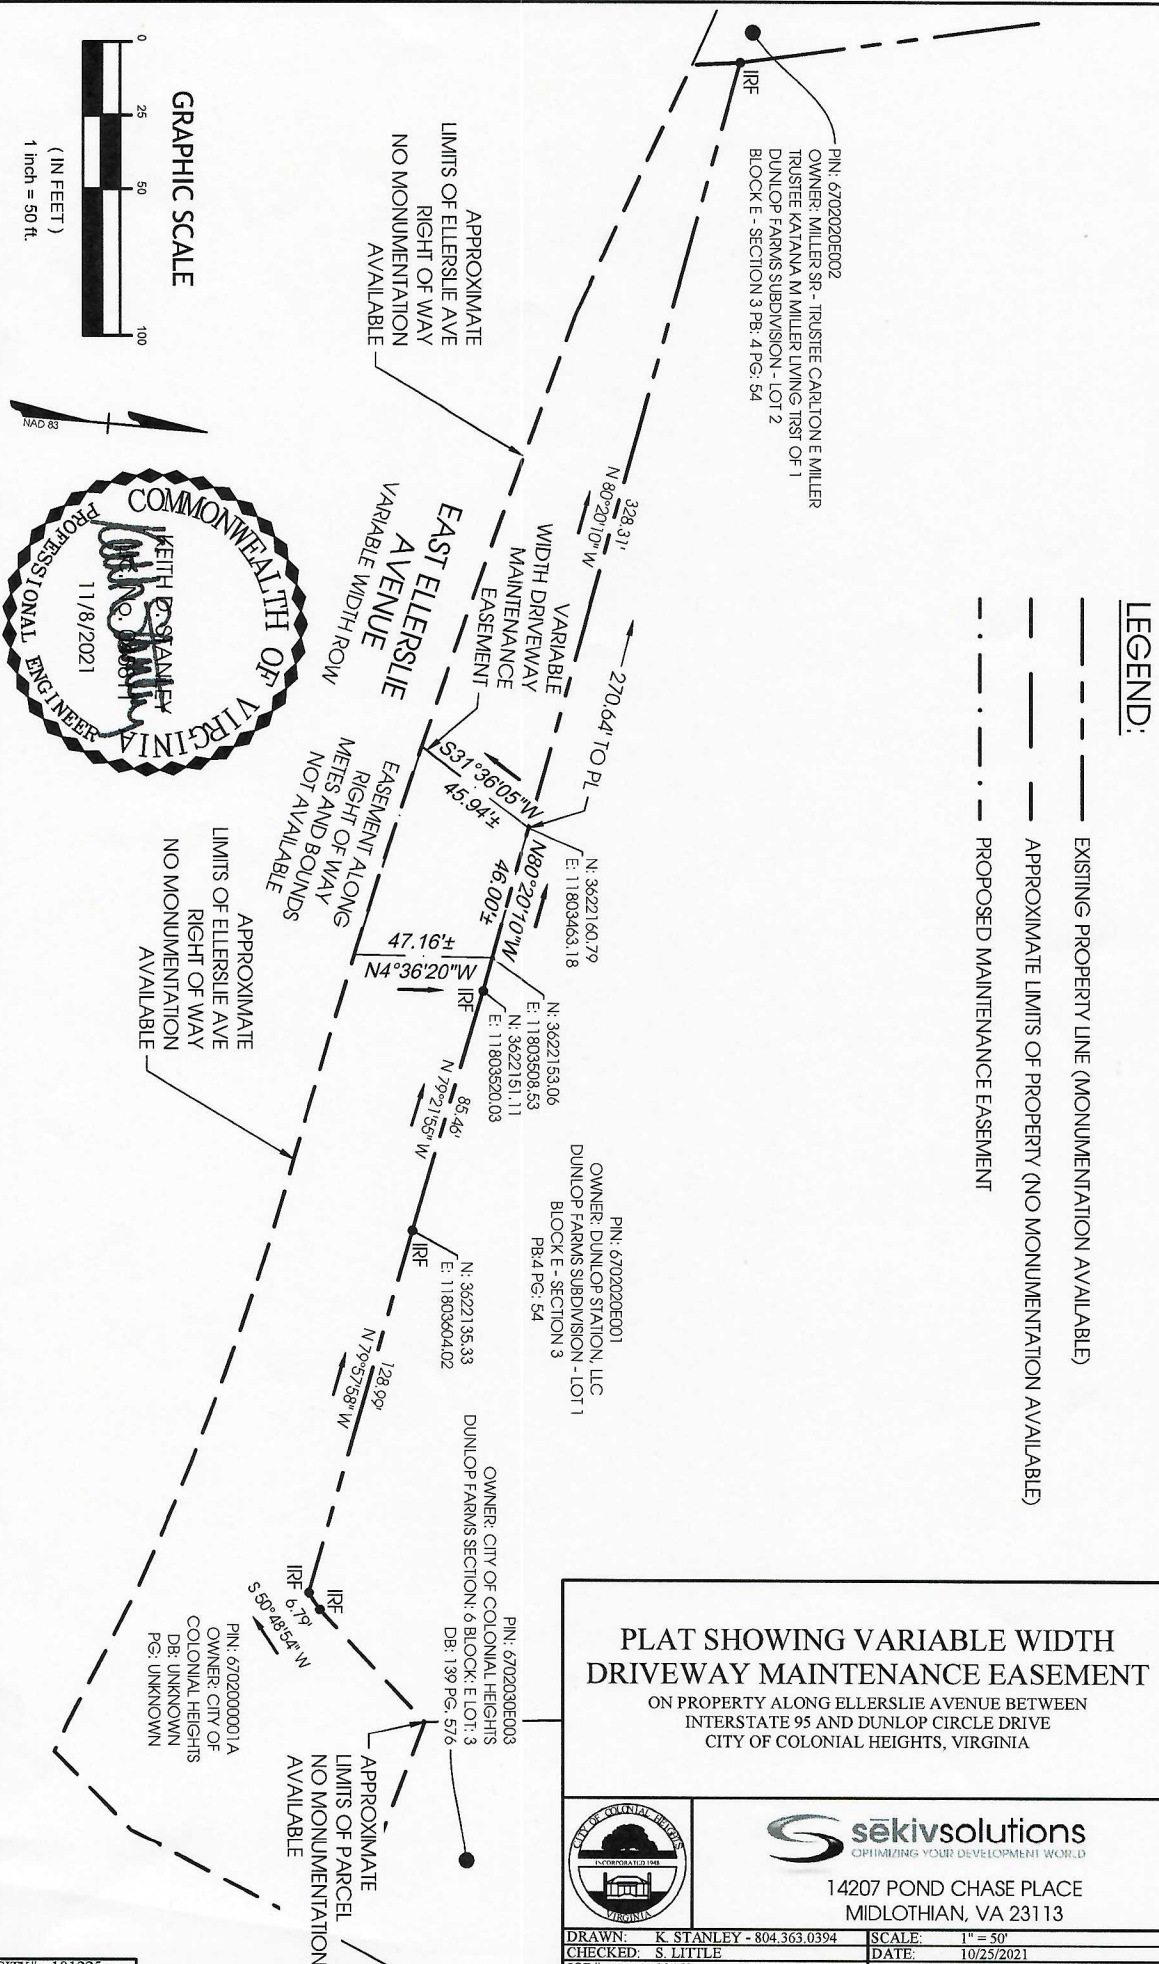 LEGEND:
EXISTING PROPERTY LINE (MONUMENTATION AVAILABLE)
APPROXIMATE LIMITS OF PROPERTY (NO MONUMENTATION AVAILABLE)
PROPOSED MAINTENANCE EASEMENT
PIN: 6702020E002
OWNER: MILLER SR - TRUSTEE CARLTON E MILLER
TRUSTEE KATANA M MILLER LIVING TRST OF 1
DUNLOP FARMS SUBDIVISION - LOT 2
BLOCK E - SECTION 3 PB: 4 PG: 54
IRF
328.31'
N 80°20'10" W
270.64' TO PL
VARIABLE
WIDTH DRIVEWAY
MAINTENANCE
EASEMENT
APPROXIMATE
LIMITS OF ELLERSLIE AVE
RIGHT OF WAY
NO MONUMENTATION
AVAILABLE
EAST ELLERSLIE
AVENUE
VARIABLE WIDTH ROW
S31°36'05"W
45.94'±
N80°20'10"W
46.00'±
N: 3622160.79
E: 11803463.18
47.16'±
N4°36'20"W
IRF
N: 3622153.06
E: 11803508.53
N: 3622151.11
E: 11803520.03
EASEMENT ALONG
RIGHT OF WAY
METES AND BOUNDS
NOT AVAILABLE
APPROXIMATE
LIMITS OF ELLERSLIE AVE
RIGHT OF WAY
NO MONUMENTATION
AVAILABLE
85.46'
N 79°21'55" W
IRF
N: 3622135.33
E: 11803604.02
PIN: 6702020E001
OWNER: DUNLOP STATION, LLC
DUNLOP FARMS SUBDIVISION - LOT 1
BLOCK E - SECTION 3
PB:4 PG: 54
128.99'
N 79°57'58" W
IRF
IRF
6.79'
S 50°48'54" W
PIN: 6702030E003
OWNER: CITY OF COLONIAL HEIGHTS
DUNLOP FARMS SECTION: 6 BLOCK: E LOT: 3
DB: 139 PG. 576
PIN: 6702000001A
OWNER: CITY OF
COLONIAL HEIGHTS
DB: UNKNOWN
PG: UNKNOWN
APPROXIMATE
LIMITS OF PARCEL
NO MONUMENTATION
AVAILABLE
GRAPHIC SCALE
0 25 50 100
( IN FEET )
1 inch = 50 ft.
NAD 83
COMMONWEALTH OF VIRGINIA
KEITH D. STANLEY
11/8/2021
PROFESSIONAL ENGINEER
PLAT SHOWING VARIABLE WIDTH
DRIVEWAY MAINTENANCE EASEMENT
ON PROPERTY ALONG ELLERSLIE AVENUE BETWEEN
INTERSTATE 95 AND DUNLOP CIRCLE DRIVE
CITY OF COLONIAL HEIGHTS, VIRGINIA
CITY OF COLONIAL HEIGHTS
INCORPORATED 1948
VIRGINIA
sēkivsolutions
OPTIMIZING YOUR DEVELOPMENT WORLD
14207 POND CHASE PLACE
MIDLOTHIAN, VA 23113
DRAWN: K. STANLEY - 804.363.0394
SCALE: 1" = 50'
CHECKED: S. LITTLE
DATE: 10/25/2021